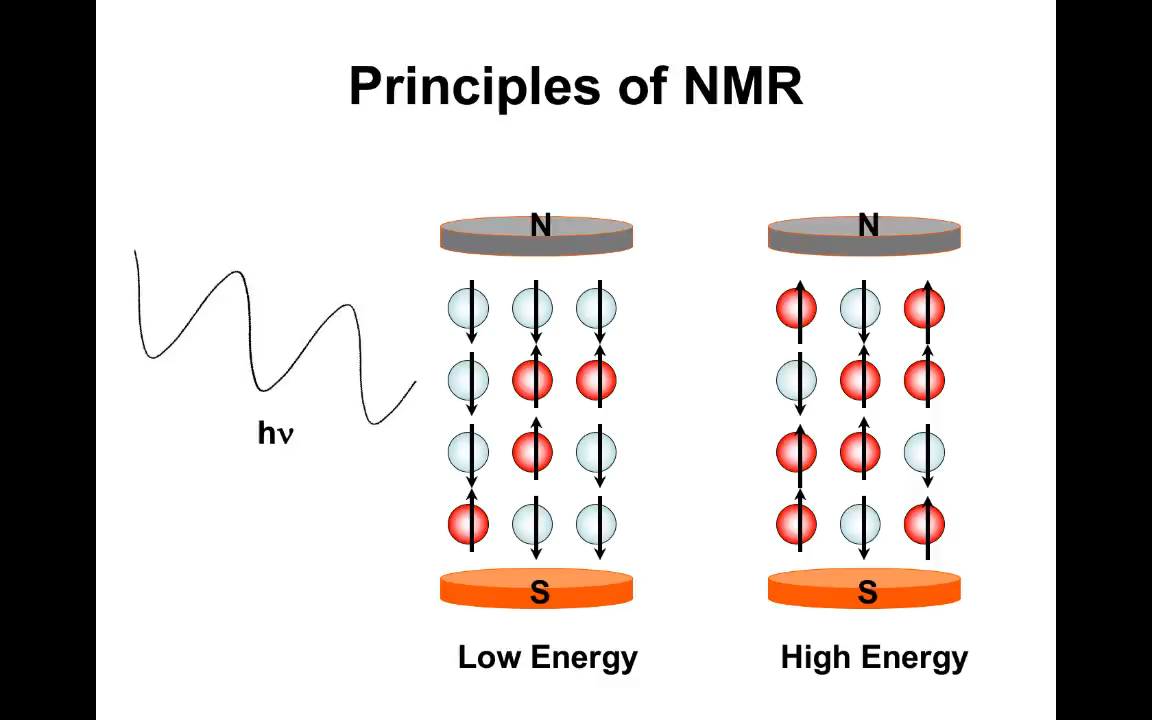 Principles of NMR
N
N
hν
S
S
Low Energy
High Energy